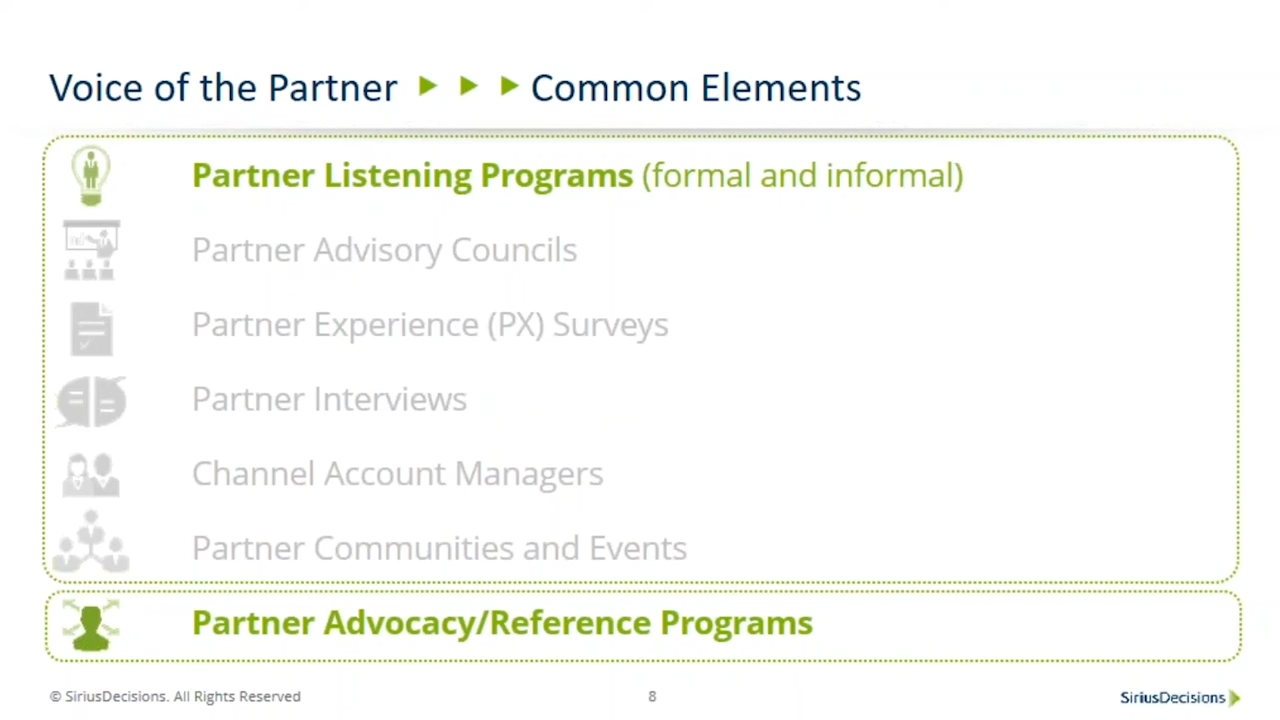 Voice of the Partner Common Elements
Partner Listening Programs (formal and informal)
Partner Advisory Councils
Partner Experience (PX) Surveys
Partner Interviews
Channel Account Managers
Partner Communities and Events
Partner Advocacy/Reference Programs
© SiriusDecisions. All Rights Reserved
8
SiriusDecisions